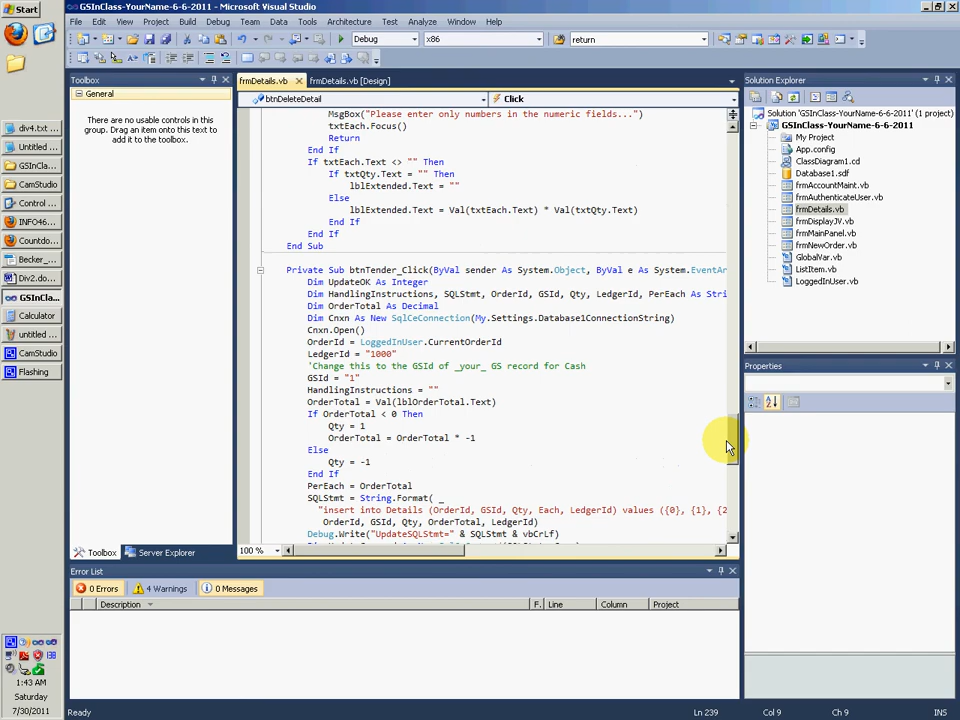 Start
GSInClass-YourName-6-6-2011 - Microsoft Visual Studio
File Edit View Project Build Debug Team Data Tools Architecture Test Analyze Window Help
Debug x86 return
Toolbox
General
There are no usable controls in this
group. Drag an item onto this text to
add it to the toolbox.
Toolbox Server Explorer
frmDetails.vb frmDetails.vb [Design]
btnDeleteDetail Click
MsgBox("Please enter only numbers in the numeric fields...")
txtEach.Focus()
Return
End If
If txtEach.Text <> "" Then
If txtQty.Text = "" Then
lblExtended.Text = ""
Else
lblExtended.Text = Val(txtEach.Text) * Val(txtQty.Text)
End If
End If
End Sub
Private Sub btnTender_Click(ByVal sender As System.Object, ByVal e As System.EventAr
Dim UpdateOK As Integer
Dim HandlingInstructions, SQLStmt, OrderId, GSId, Qty, LedgerId, PerEach As Stri
Dim OrderTotal As Decimal
Dim Cnxn As New SqlCeConnection(My.Settings.Database1ConnectionString)
Cnxn.Open()
OrderId = LoggedInUser.CurrentOrderId
LedgerId = "1000"
'Change this to the GSId of _your_ GS record for Cash
GSId = "1"
HandlingInstructions = ""
OrderTotal = Val(lblOrderTotal.Text)
If OrderTotal < 0 Then
Qty = 1
OrderTotal = OrderTotal * -1
Else
Qty = -1
End If
PerEach = OrderTotal
SQLStmt = String.Format( _
"insert into Details (OrderId, GSId, Qty, Each, LedgerId) values ({0}, {1}, {2
OrderId, GSId, Qty, OrderTotal, LedgerId)
Debug.Write("UpdateSQLStmt=" & SQLStmt & vbCrLf)
100 %
Solution Explorer
Solution 'GSInClass-YourName-6-6-2011' (1 project)
GSInClass-YourName-6-6-2011
My Project
App.config
ClassDiagram1.cd
Database1.sdf
frmAccountMaint.vb
frmAuthenticateUser.vb
frmDetails.vb
frmDisplayJV.vb
frmMainPanel.vb
frmNewOrder.vb
GlobalVar.vb
ListItem.vb
LoggedInUser.vb
Properties
Error List
0 Errors 4 Warnings 0 Messages
Description F. Line Column Project
Ready Ln 239 Col 9 Ch 9 INS
div4.txt ...
Untitled ...
GSInCla...
CamStudio
Control ...
INFO46...
Countdo...
Becker_...
Div2.do...
GSInCla...
Calculator
untitled ...
CamStudio
Flashing
1:43 AM
Saturday
7/30/2011